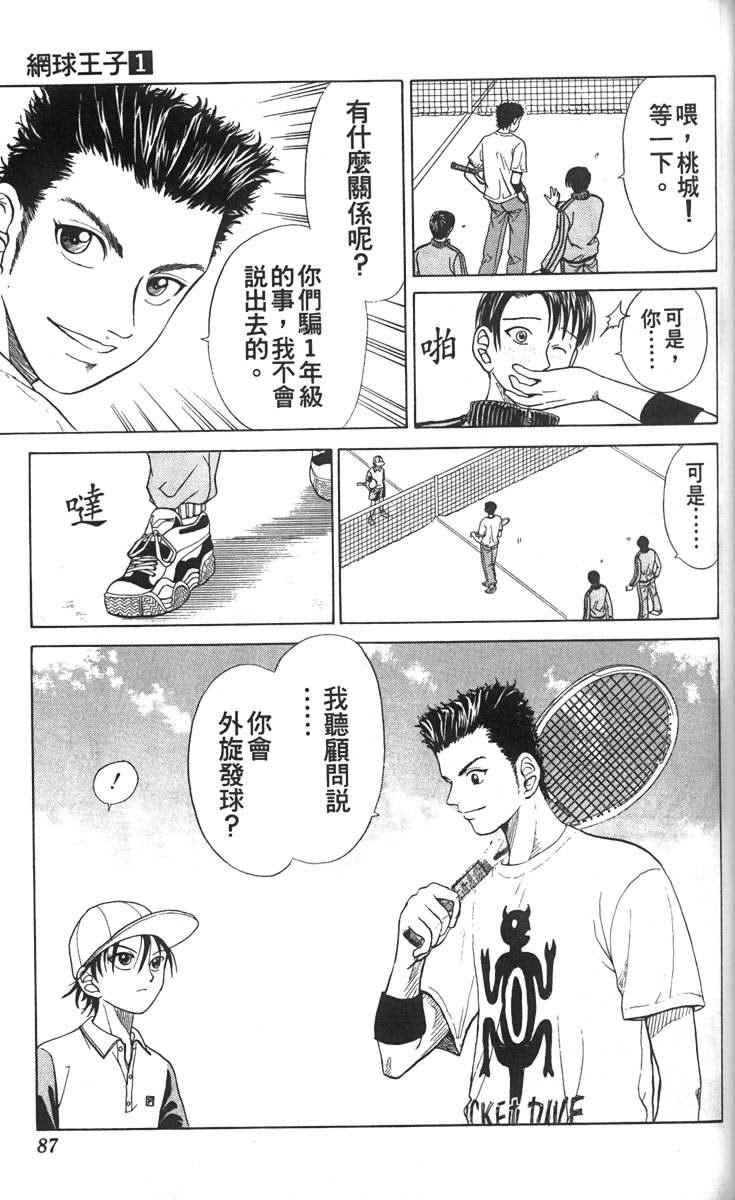 網球王子1
喂，桃城！
等一下。
可是，
你……
啪
有什麼關係呢？
你們騙1年級
的事，我不會
說出去的。
可是……
噠
我聽顧問說
……
你會
外旋發球？
！
87